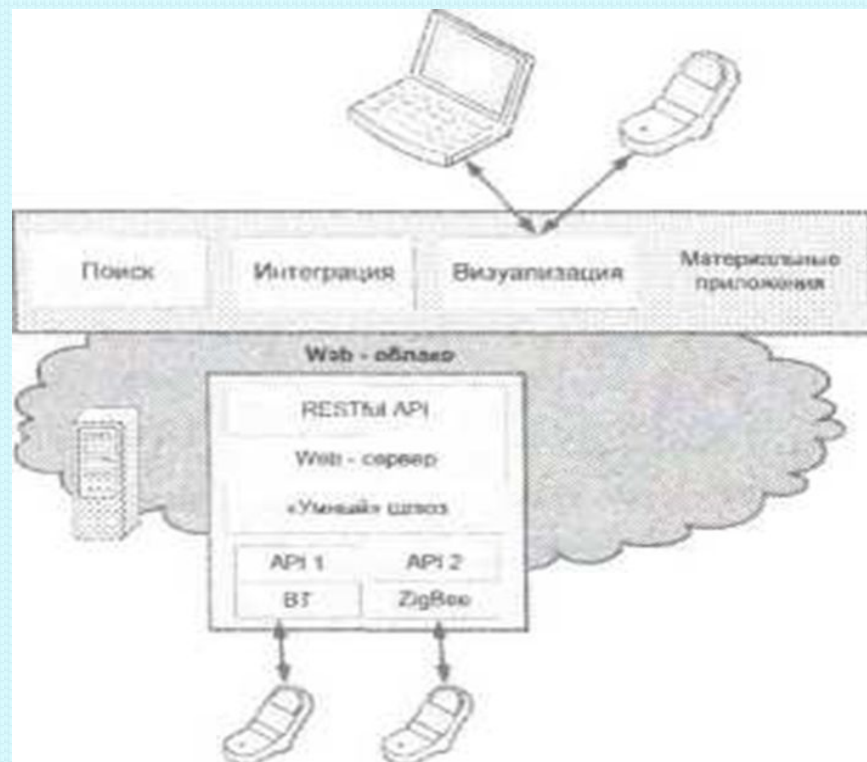 Поиск
Интеграция
Визуализация
Материальные
приложения
Web - облако
RESTful API
Web - сервер
«Умный» шлюз
API 1
API 2
BT
ZigBee